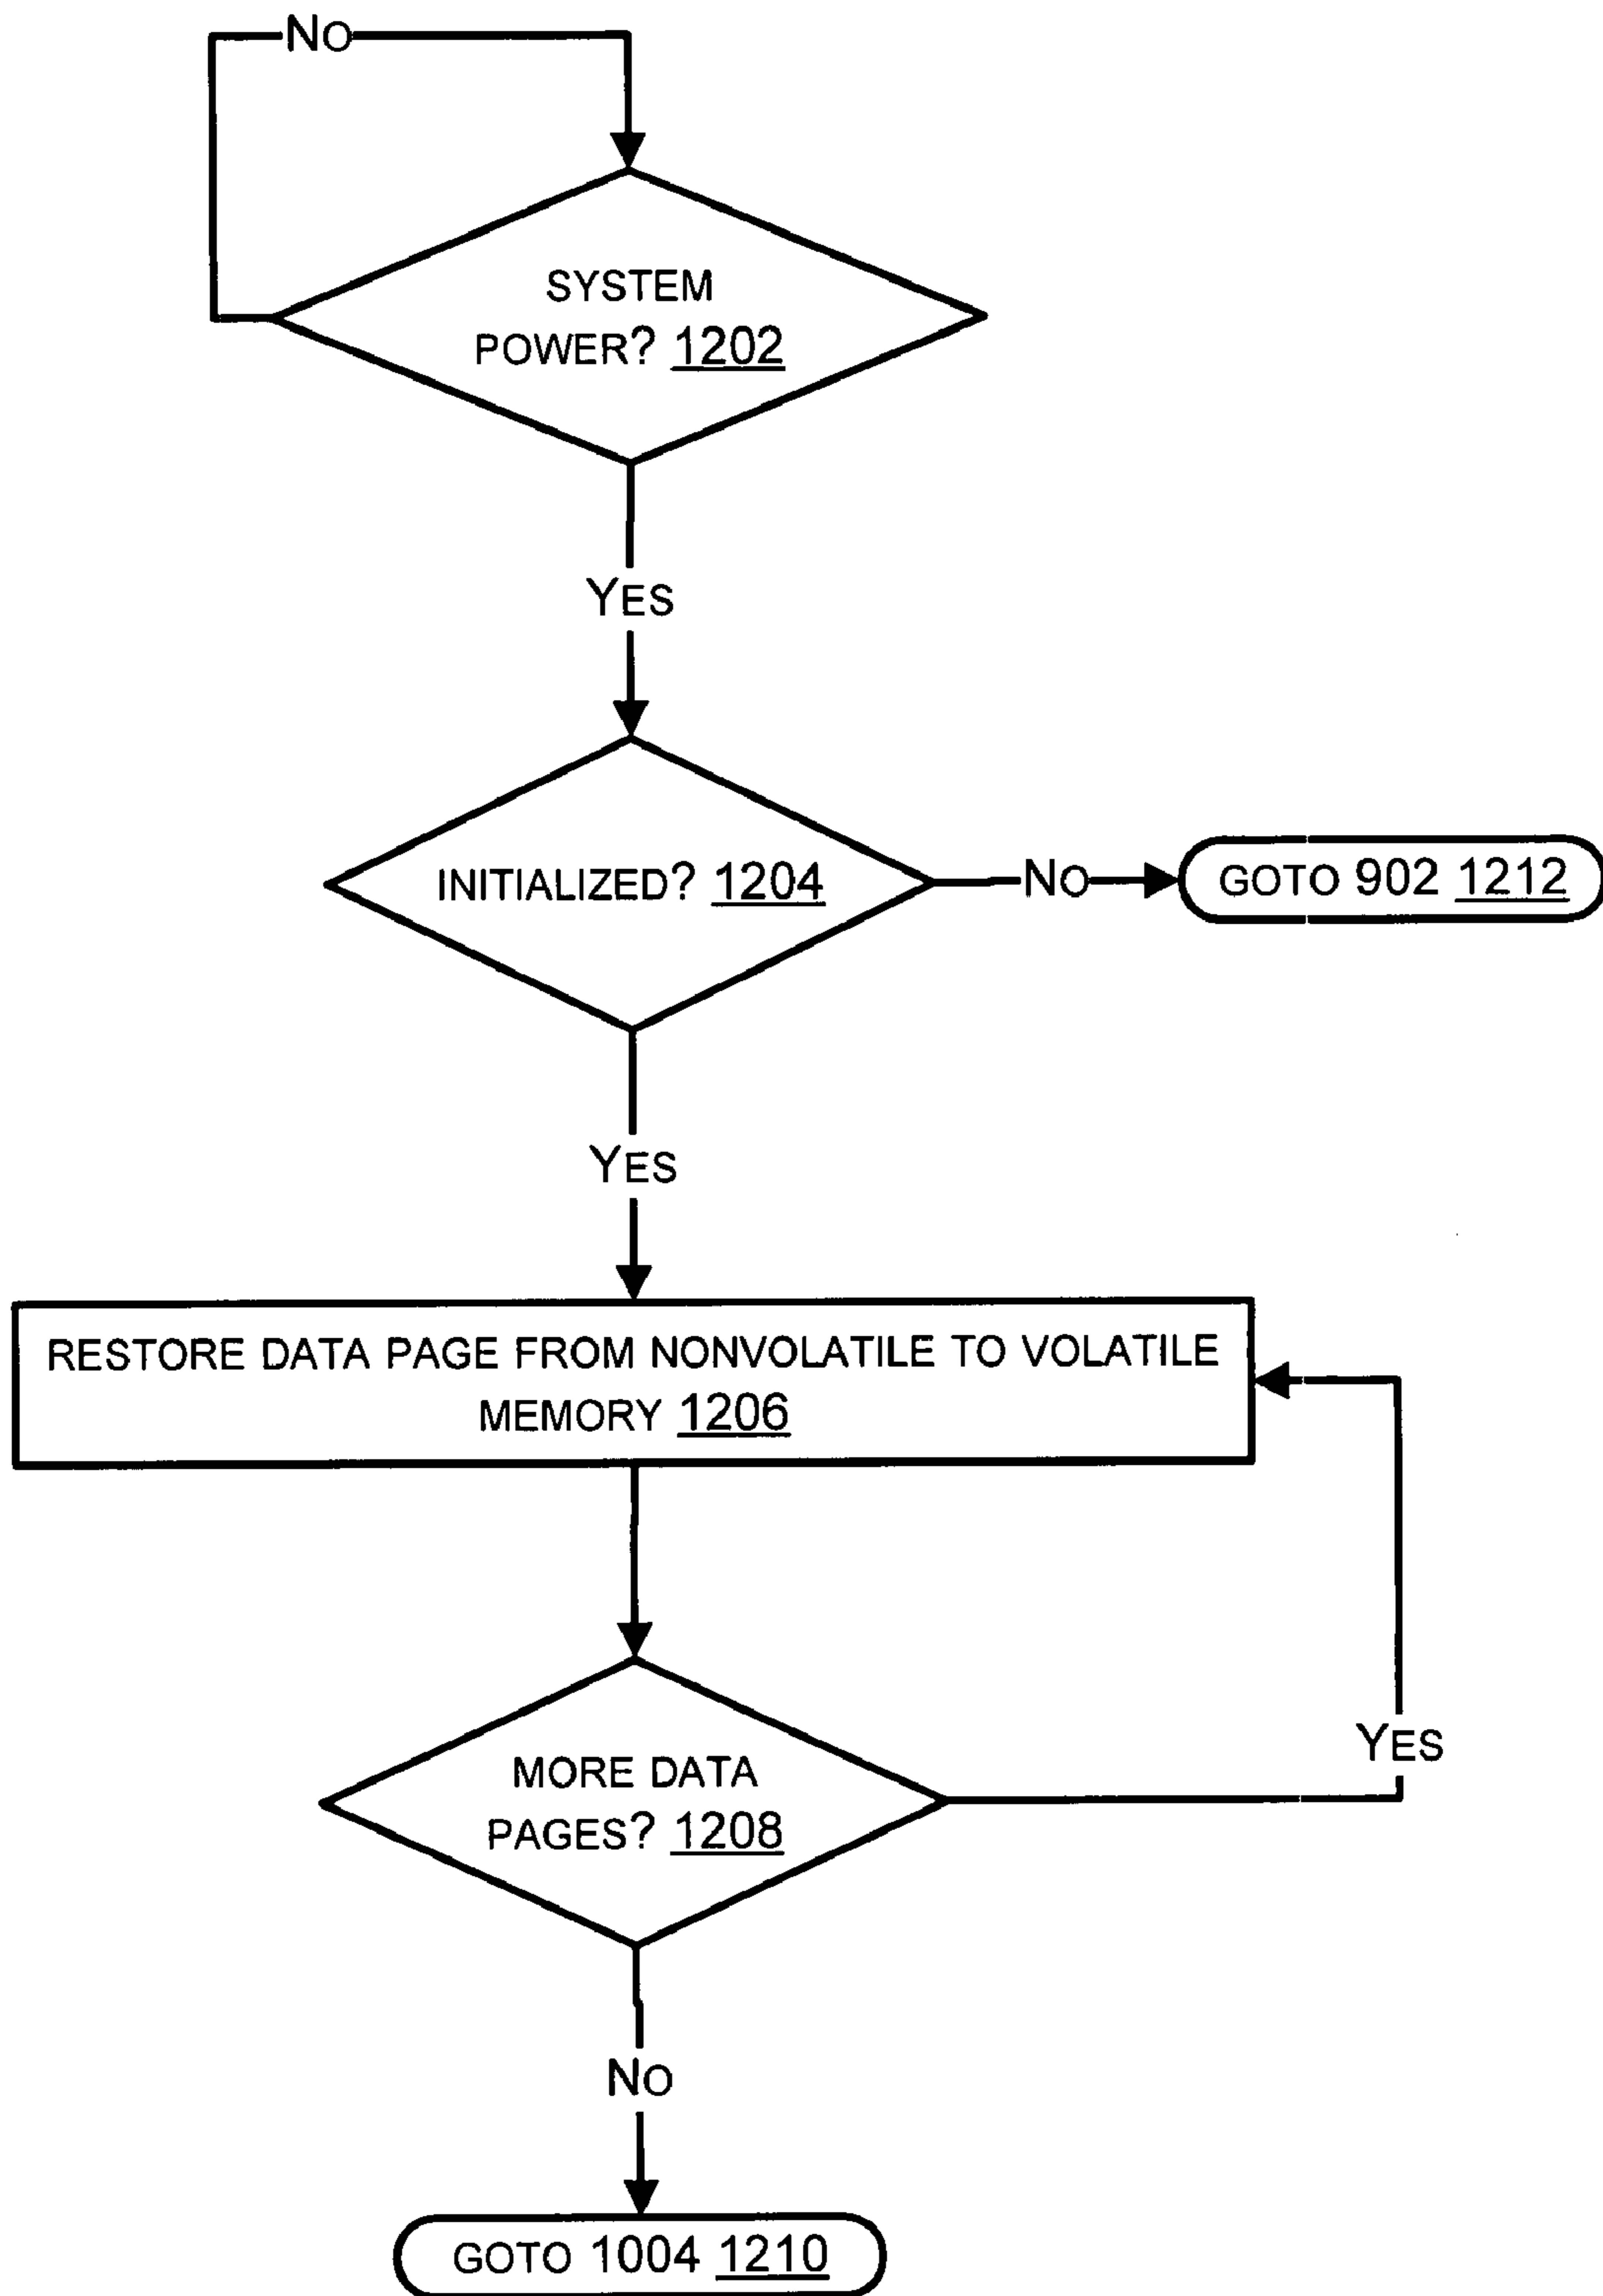 NO
SYSTEM
POWER? 1202
YES
INITIALIZED? 1204
NO
GOTO 902 1212
YES
RESTORE DATA PAGE FROM NONVOLATILE TO VOLATILE
MEMORY 1206
MORE DATA
PAGES? 1208
YES
NO
GOTO 1004 1210